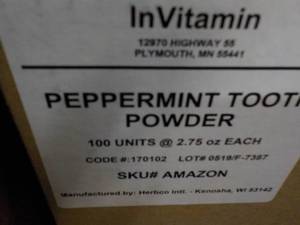 InVitamin
12970 HIGHWAY 55
PLYMOUTH, MN 55441
PEPPERMINT TOOT
POWDER
100 UNITS @ 2.75 oz EACH
CODE #:170102 LOT# 0519/F-7387
SKU# AMAZON
Manufactured by: Herbon Intl. - Kenosha, WI 53142